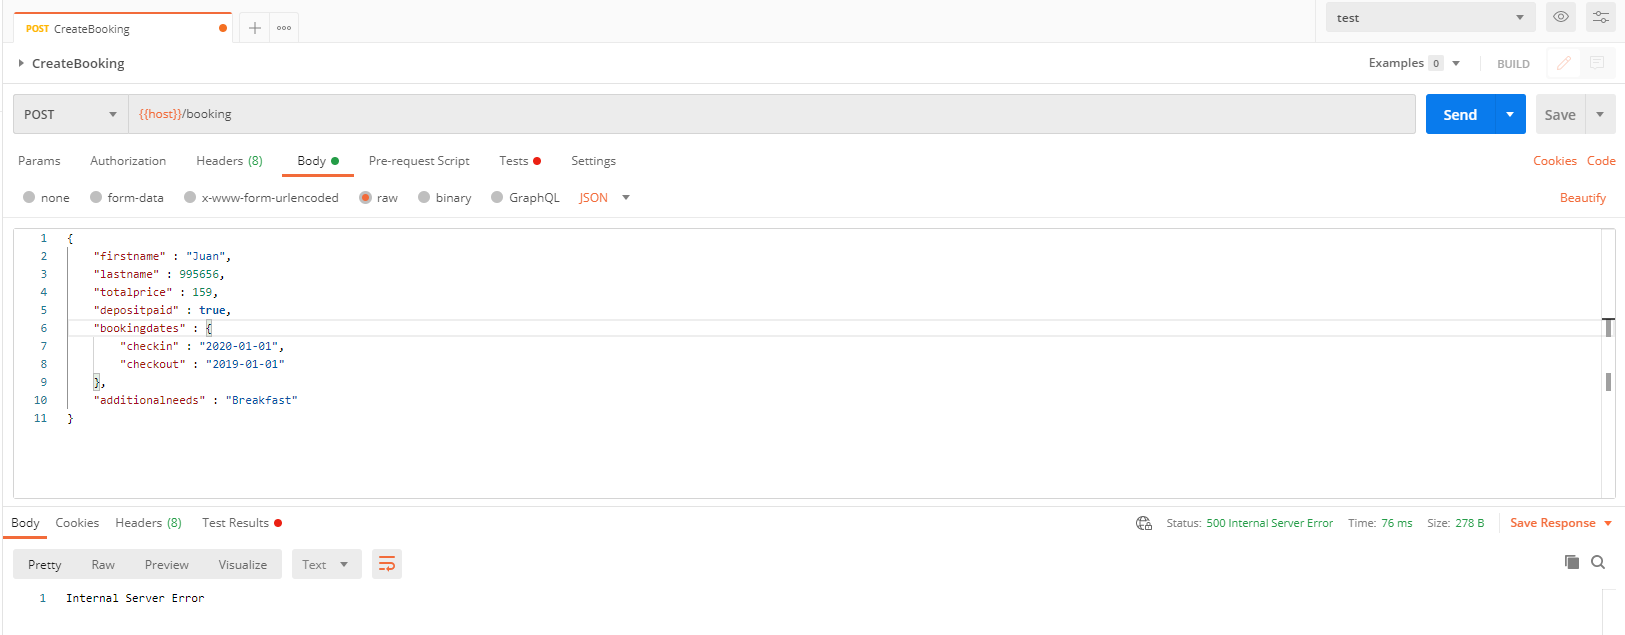 POST CreateBooking
test
CreateBooking
Examples 0 BUILD
POST {{host}}/booking Send Save
Params Authorization Headers (8) Body Pre-request Script Tests Settings Cookies Code
none form-data x-www-form-urlencoded raw binary GraphQL JSON Beautify
1 {
2 "firstname" : "Juan",
3 "lastname" : 995656,
4 "totalprice" : 159,
5 "depositpaid" : true,
6 "bookingdates" : {
7 "checkin" : "2020-01-01",
8 "checkout" : "2019-01-01"
9 },
10 "additionalneeds" : "Breakfast"
11 }
Body Cookies Headers (8) Test Results Status: 500 Internal Server Error Time: 76 ms Size: 278 B Save Response
Pretty Raw Preview Visualize Text
1 Internal Server Error